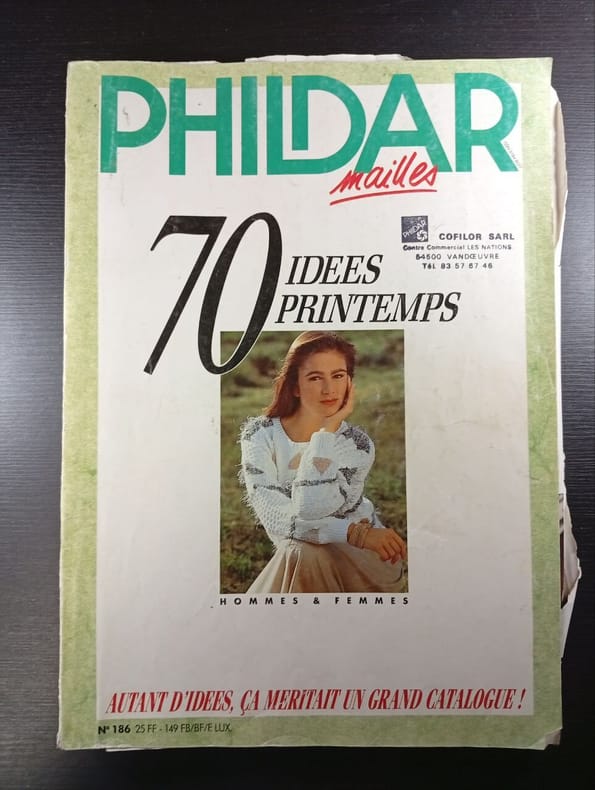 PHILDAR
mailles
PHILDAR
COFILOR SARL
Centre Commercial LES NATIONS
54500 VANDŒUVRE
Tél. 83 57 67 46
70 IDEES
PRINTEMPS
HOMMES & FEMMES
AUTANT D'IDEES, ÇA MERITAIT UN GRAND CATALOGUE !
N° 186 25 FF - 149 FB/BF/F. LUX.